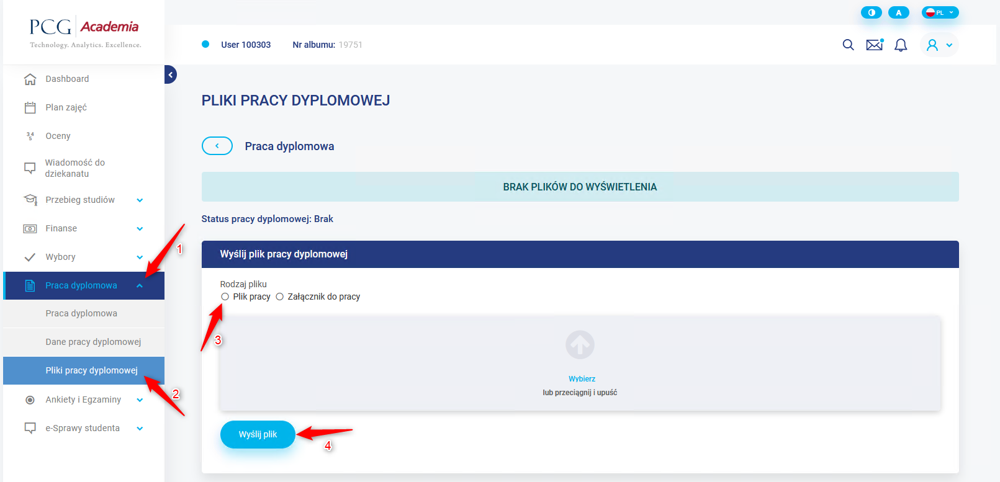 PCG Academia
Technology. Analytics. Excellence.
A
PL
User 100303 Nr albumu: 19751
Dashboard
Plan zajęć
3 4
5
Oceny
Wiadomość do
dziekanatu
Przebieg studiów
Finanse
Wybory
1
Praca dyplomowa
Praca dyplomowa
Dane pracy dyplomowej
Pliki pracy dyplomowej
2
Ankiety i Egzaminy
e-Sprawy studenta
PLIKI PRACY DYPLOMOWEJ
Praca dyplomowa
BRAK PLIKÓW DO WYŚWIETLENIA
Status pracy dyplomowej: Brak
Wyślij plik pracy dyplomowej
Rodzaj pliku
Plik pracy Załącznik do pracy
3
Wybierz
lub przeciągnij i upuść
Wyślij plik
4